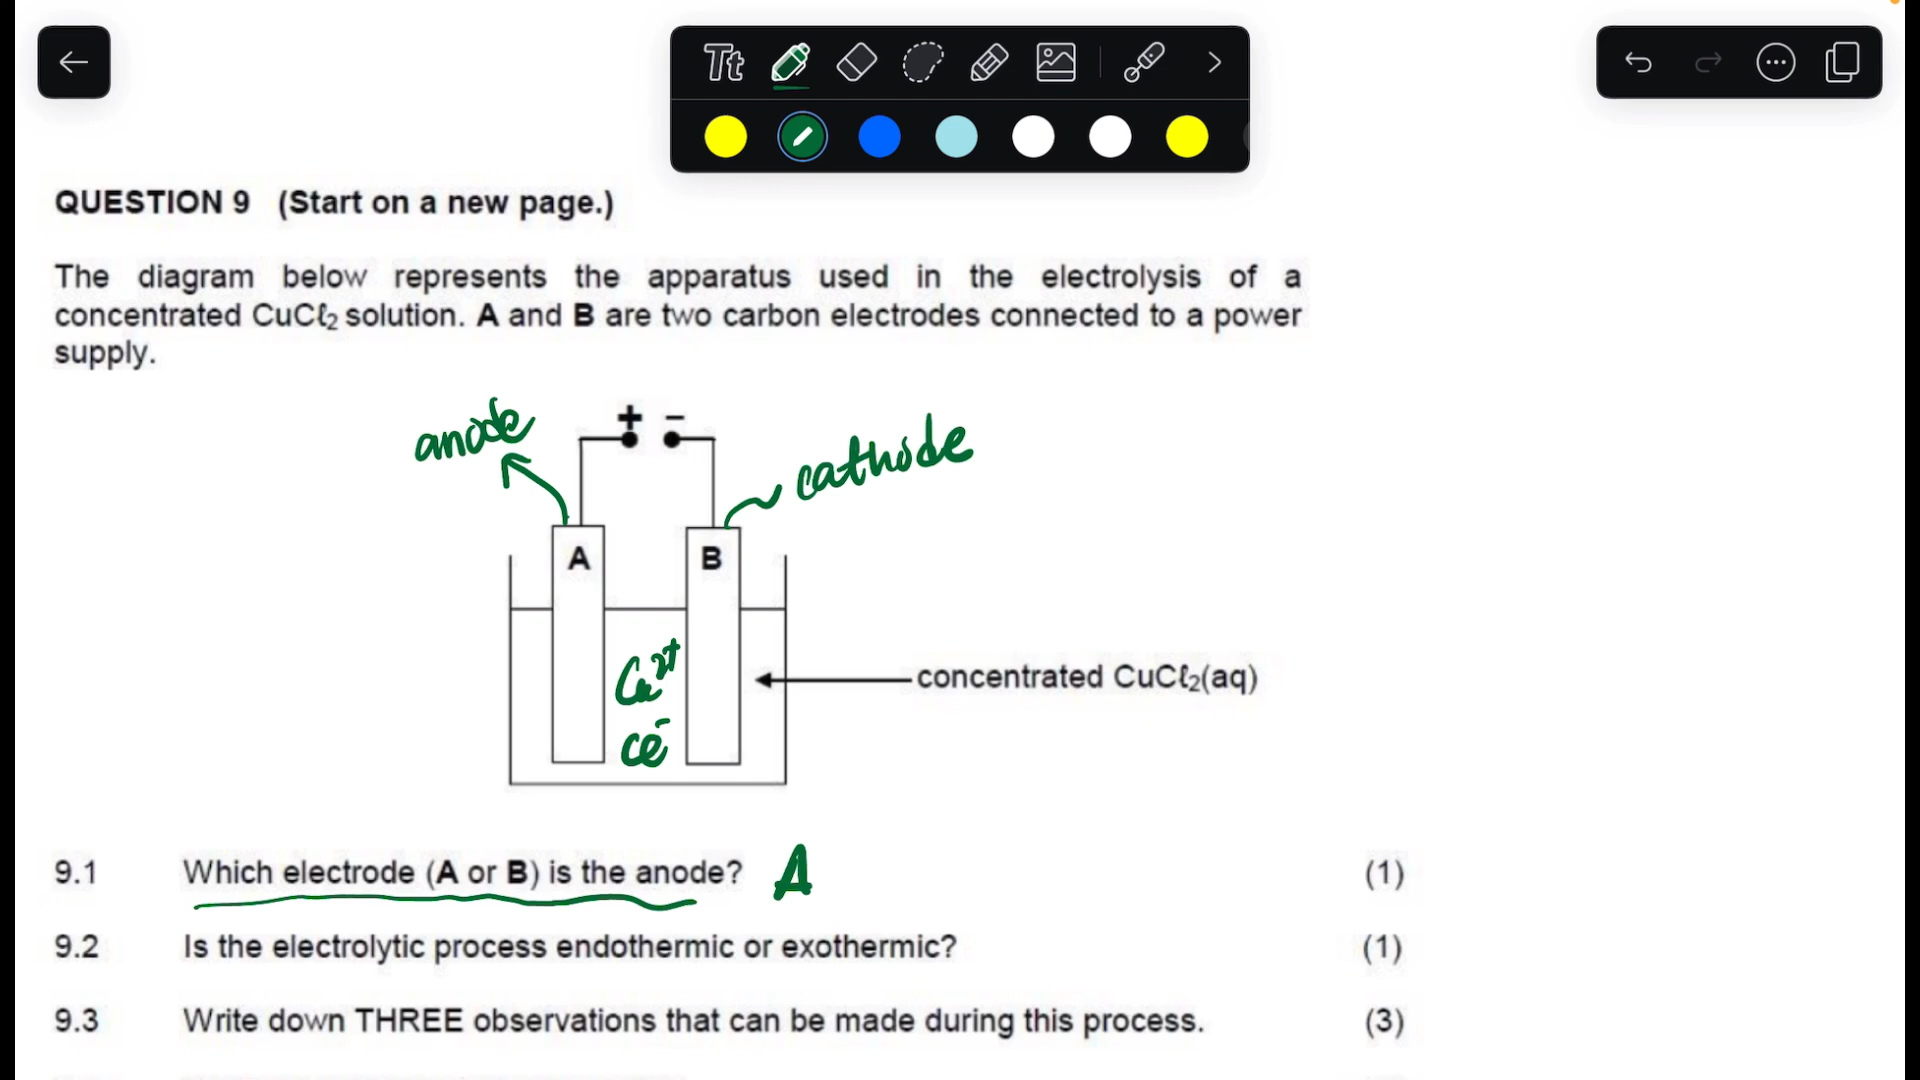 Tt
QUESTION 9 (Start on a new page.)
The diagram below represents the apparatus used in the electrolysis of a
concentrated CuCℓ₂ solution. A and B are two carbon electrodes connected to a power
supply.
+ −
anode
cathode
A B
Cu²⁺
concentrated CuCℓ₂(aq)
Cℓ⁻
9.1 Which electrode (A or B) is the anode? A (1)
9.2 Is the electrolytic process endothermic or exothermic? (1)
9.3 Write down THREE observations that can be made during this process. (3)